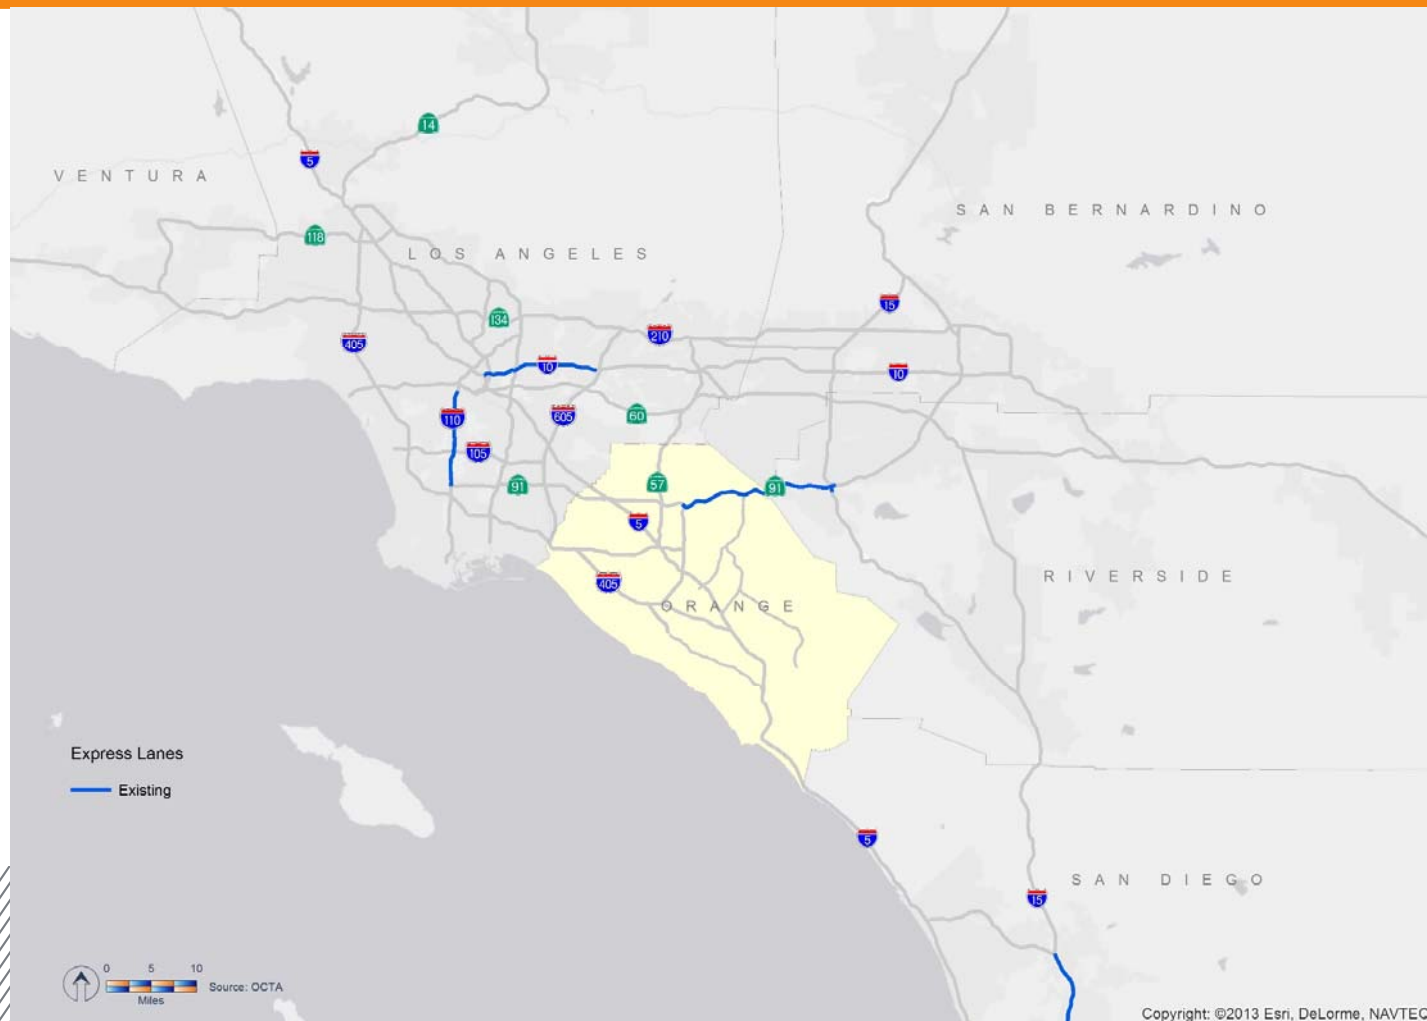 14
5
VENTURA
SAN BERNARDINO
118
LOS ANGELES
15
134
210
405
10
10
110
605
60
105
91
57
91
5
405
RIVERSIDE
ORANGE
Express Lanes
Existing
5
SAN DIEGO
15
0 5 10
Miles
Source: OCTA
Copyright: ©2013 Esri, DeLorme, NAVTEQ